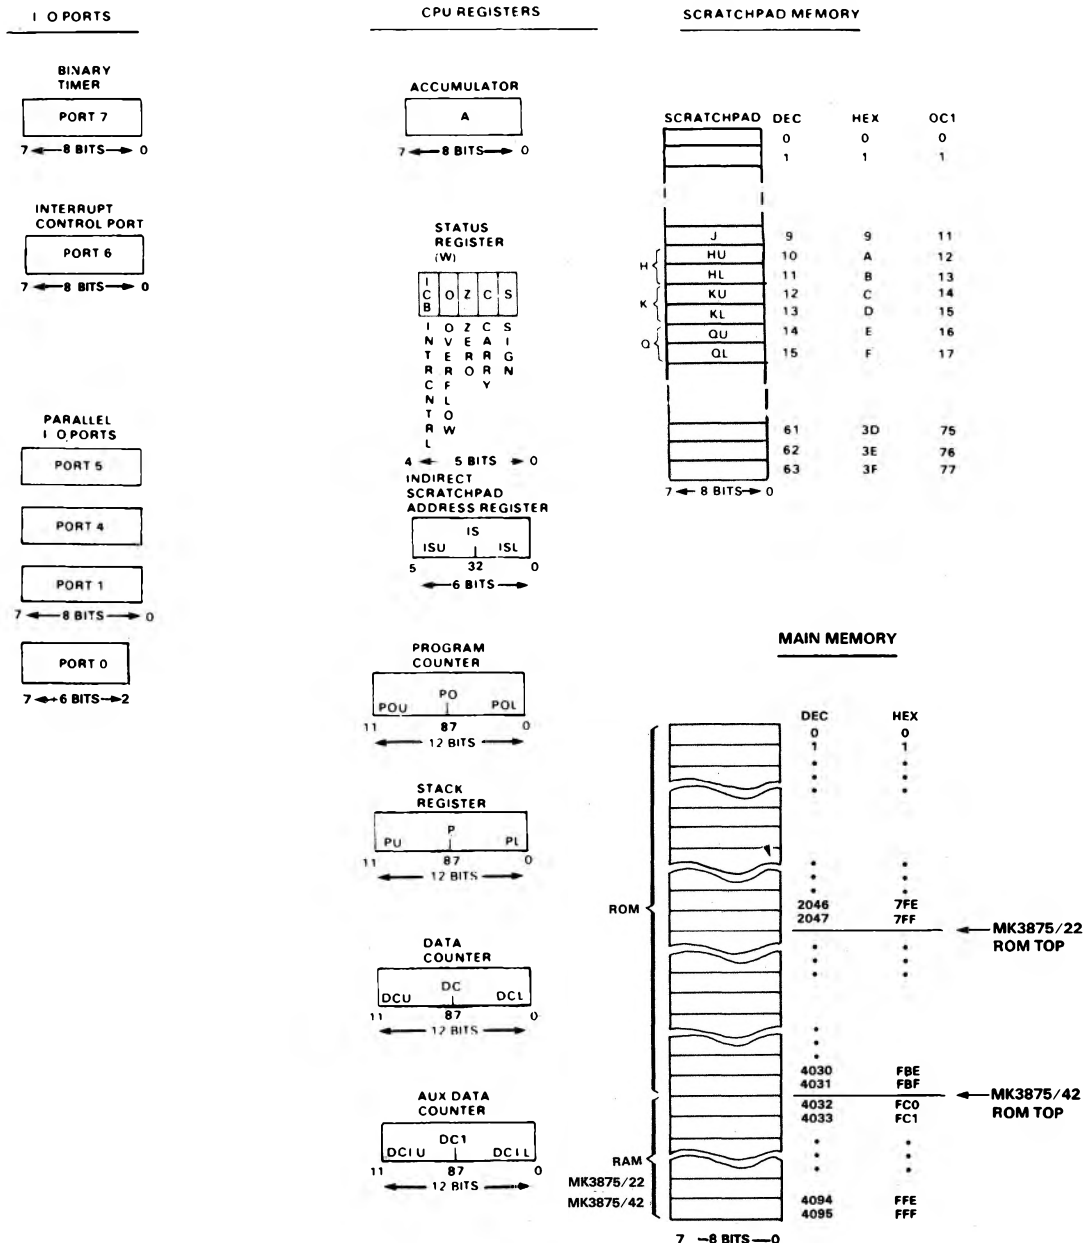 I O PORTS
BINARY
TIMER
PORT 7
7 8 BITS 0
INTERRUPT
CONTROL PORT
PORT 6
7 8 BITS 0
PARALLEL
I O PORTS
PORT 5
PORT 4
PORT 1
7 8 BITS 0
PORT 0
7 6 BITS 2
CPU REGISTERS
ACCUMULATOR
A
7 8 BITS 0
STATUS
REGISTER
(W)
ICB O Z C S
INTRCNTRL OVERFLOW ZERO CARRY SIGN
4 5 BITS 0
INDIRECT
SCRATCHPAD
ADDRESS REGISTER
IS
ISU ISL
5 32 0
6 BITS
PROGRAM
COUNTER
PO
POU POL
11 87 0
12 BITS
STACK
REGISTER
P
PU PL
11 87 0
12 BITS
DATA
COUNTER
DC
DCU DCL
11 87 0
12 BITS
AUX DATA
COUNTER
DC1
DC1U DC1L
11 87 0
12 BITS
SCRATCHPAD MEMORY
SCRATCHPAD DEC HEX OC1
0 0 0
1 1 1
J 9 9 11
H HU 10 A 12
HL 11 B 13
K KU 12 C 14
KL 13 D 15
Q QU 14 E 16
QL 15 F 17
61 3D 75
62 3E 76
63 3F 77
7 8 BITS 0
MAIN MEMORY
DEC HEX
0 0
1 1
ROM
2046 7FE
2047 7FF
MK3875/22
ROM TOP
4030 FBE
4031 FBF
MK3875/42
ROM TOP
4032 FC0
4033 FC1
RAM
MK3875/22
MK3875/42
4094 FFE
4095 FFF
7 8 BITS 0